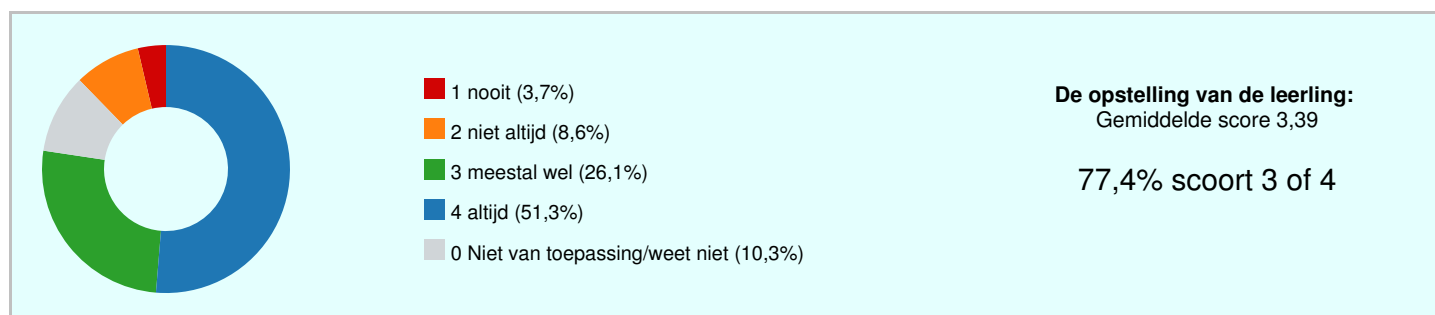 1 nooit (3,7%)
2 niet altijd (8,6%)
3 meestal wel (26,1%)
4 altijd (51,3%)
0 Niet van toepassing/weet niet (10,3%)
De opstelling van de leerling:
Gemiddelde score 3,39
77,4% scoort 3 of 4